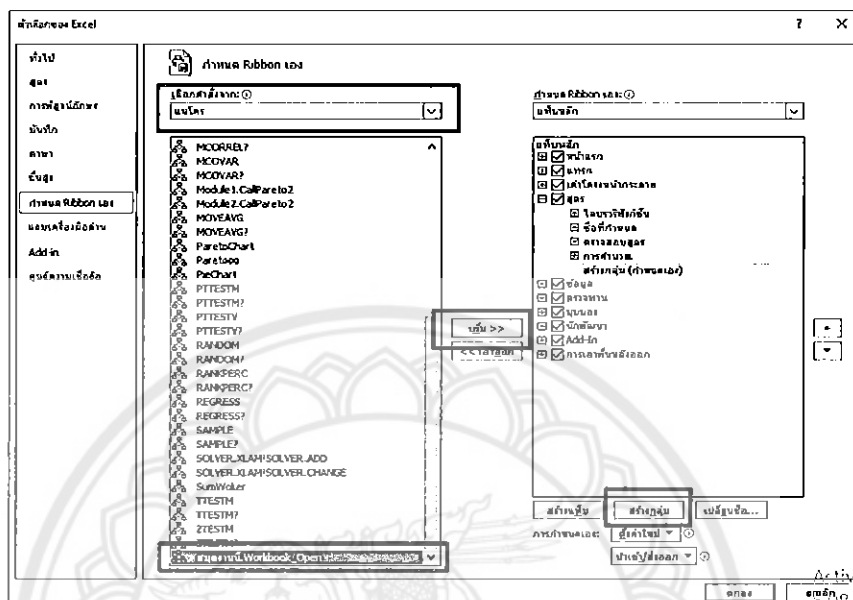 ตัวเลือกของ Excel
? ×
ทั่วไป
สูตร
การพิสูจน์อักษร
บันทึก
ภาษา
ขั้นสูง
กำหนด Ribbon เอง
แถบเครื่องมือด่วน
Add-in
ศูนย์ความเชื่อถือ
กำหนด Ribbon เอง
เลือกคำสั่งจาก:
แมโคร
MCORREL?
MCOVAR
MCOVAR?
Module1.CallPareto2
Module2.CallPareto2
MOVEAVG
MOVEAVG?
ParetoChart
PieChart
PTTESTM
PTTESTM?
PTTESTV
PTTESTV?
RANDOM
RANDOM?
RANKPERC
RANKPERC?
REGRESS
REGRESS?
SAMPLE
SAMPLE?
SOLVER.XLAM!SOLVER.ADD
SOLVER.XLAM!SOLVER.CHANGE
SumWoker
TTESTM
TTESTM?
ZTESTM
เพิ่ม >>
<< เอาออก
กำหนด Ribbon เอง:
แท็บหลัก
แท็บหลัก
หน้าแรก
แทรก
เค้าโครงหน้ากระดาษ
สูตร
ไลบรารีฟังก์ชัน
ชื่อที่กำหนด
ตรวจสอบสูตร
การคำนวณ
สร้างกลุ่ม (กำหนดเอง)
ข้อมูล
ตรวจทาน
มุมมอง
นักพัฒนา
Add-In
การเอาพื้นหลังออก
สร้างแท็บ
สร้างกลุ่ม
เปลี่ยนชื่อ...
การกำหนดเอง:
ตั้งค่าใหม่
นำเข้า/ส่งออก
ตกลง
ยกเลิก